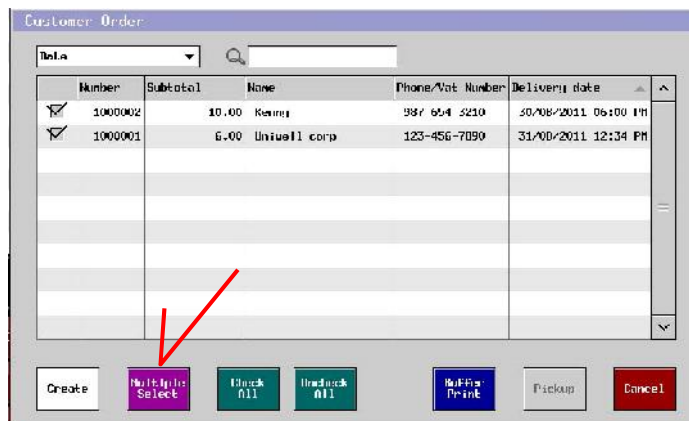 Customer Order
Date
Number Subtotal Name Phone/Vat Number Delivery date
1000002 10.00 Kenny 987 654 3210 30/08/2011 06:00 PM
1000001 6.00 Uniwell corp 123-456-7890 31/08/2011 12:34 PM
Create Multiple Select Check All Uncheck All Buffer Print Pickup Cancel